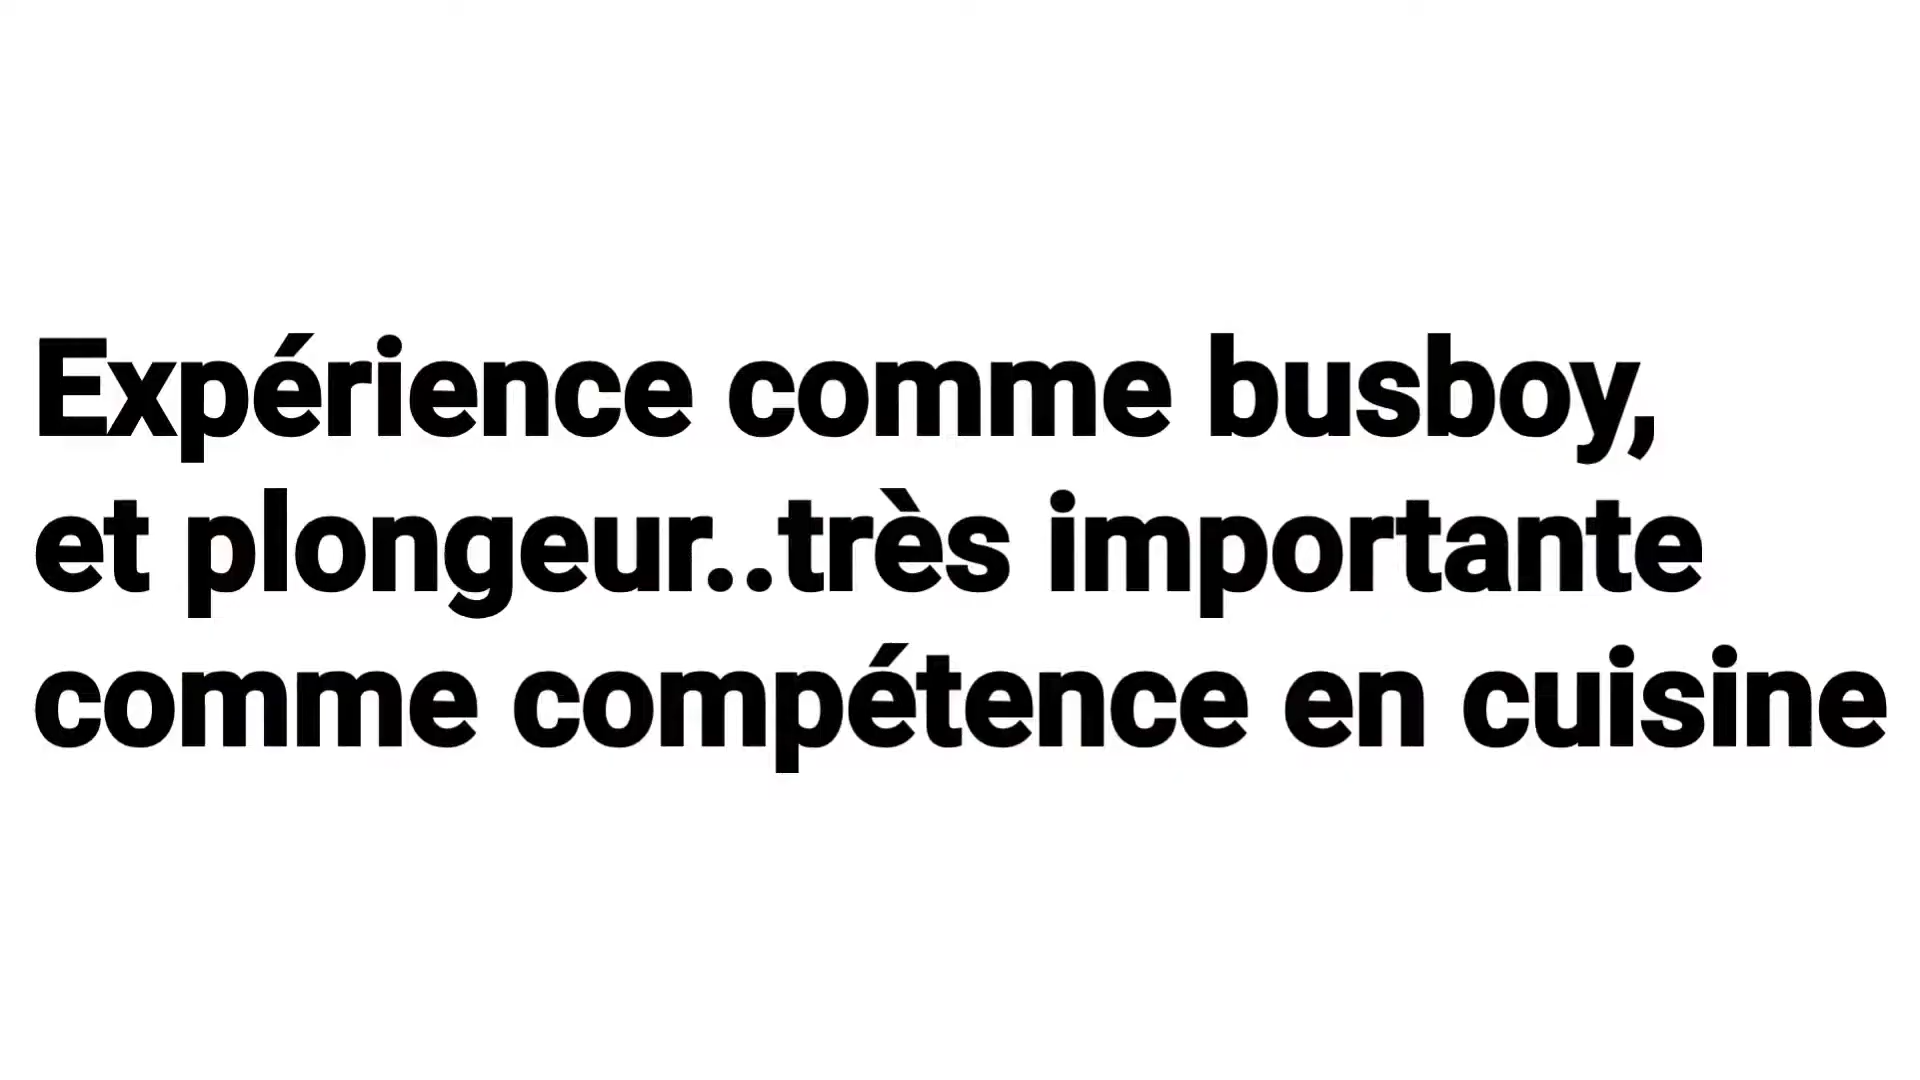 Expérience comme busboy,
et plongeur..très importante
comme compétence en cuisine